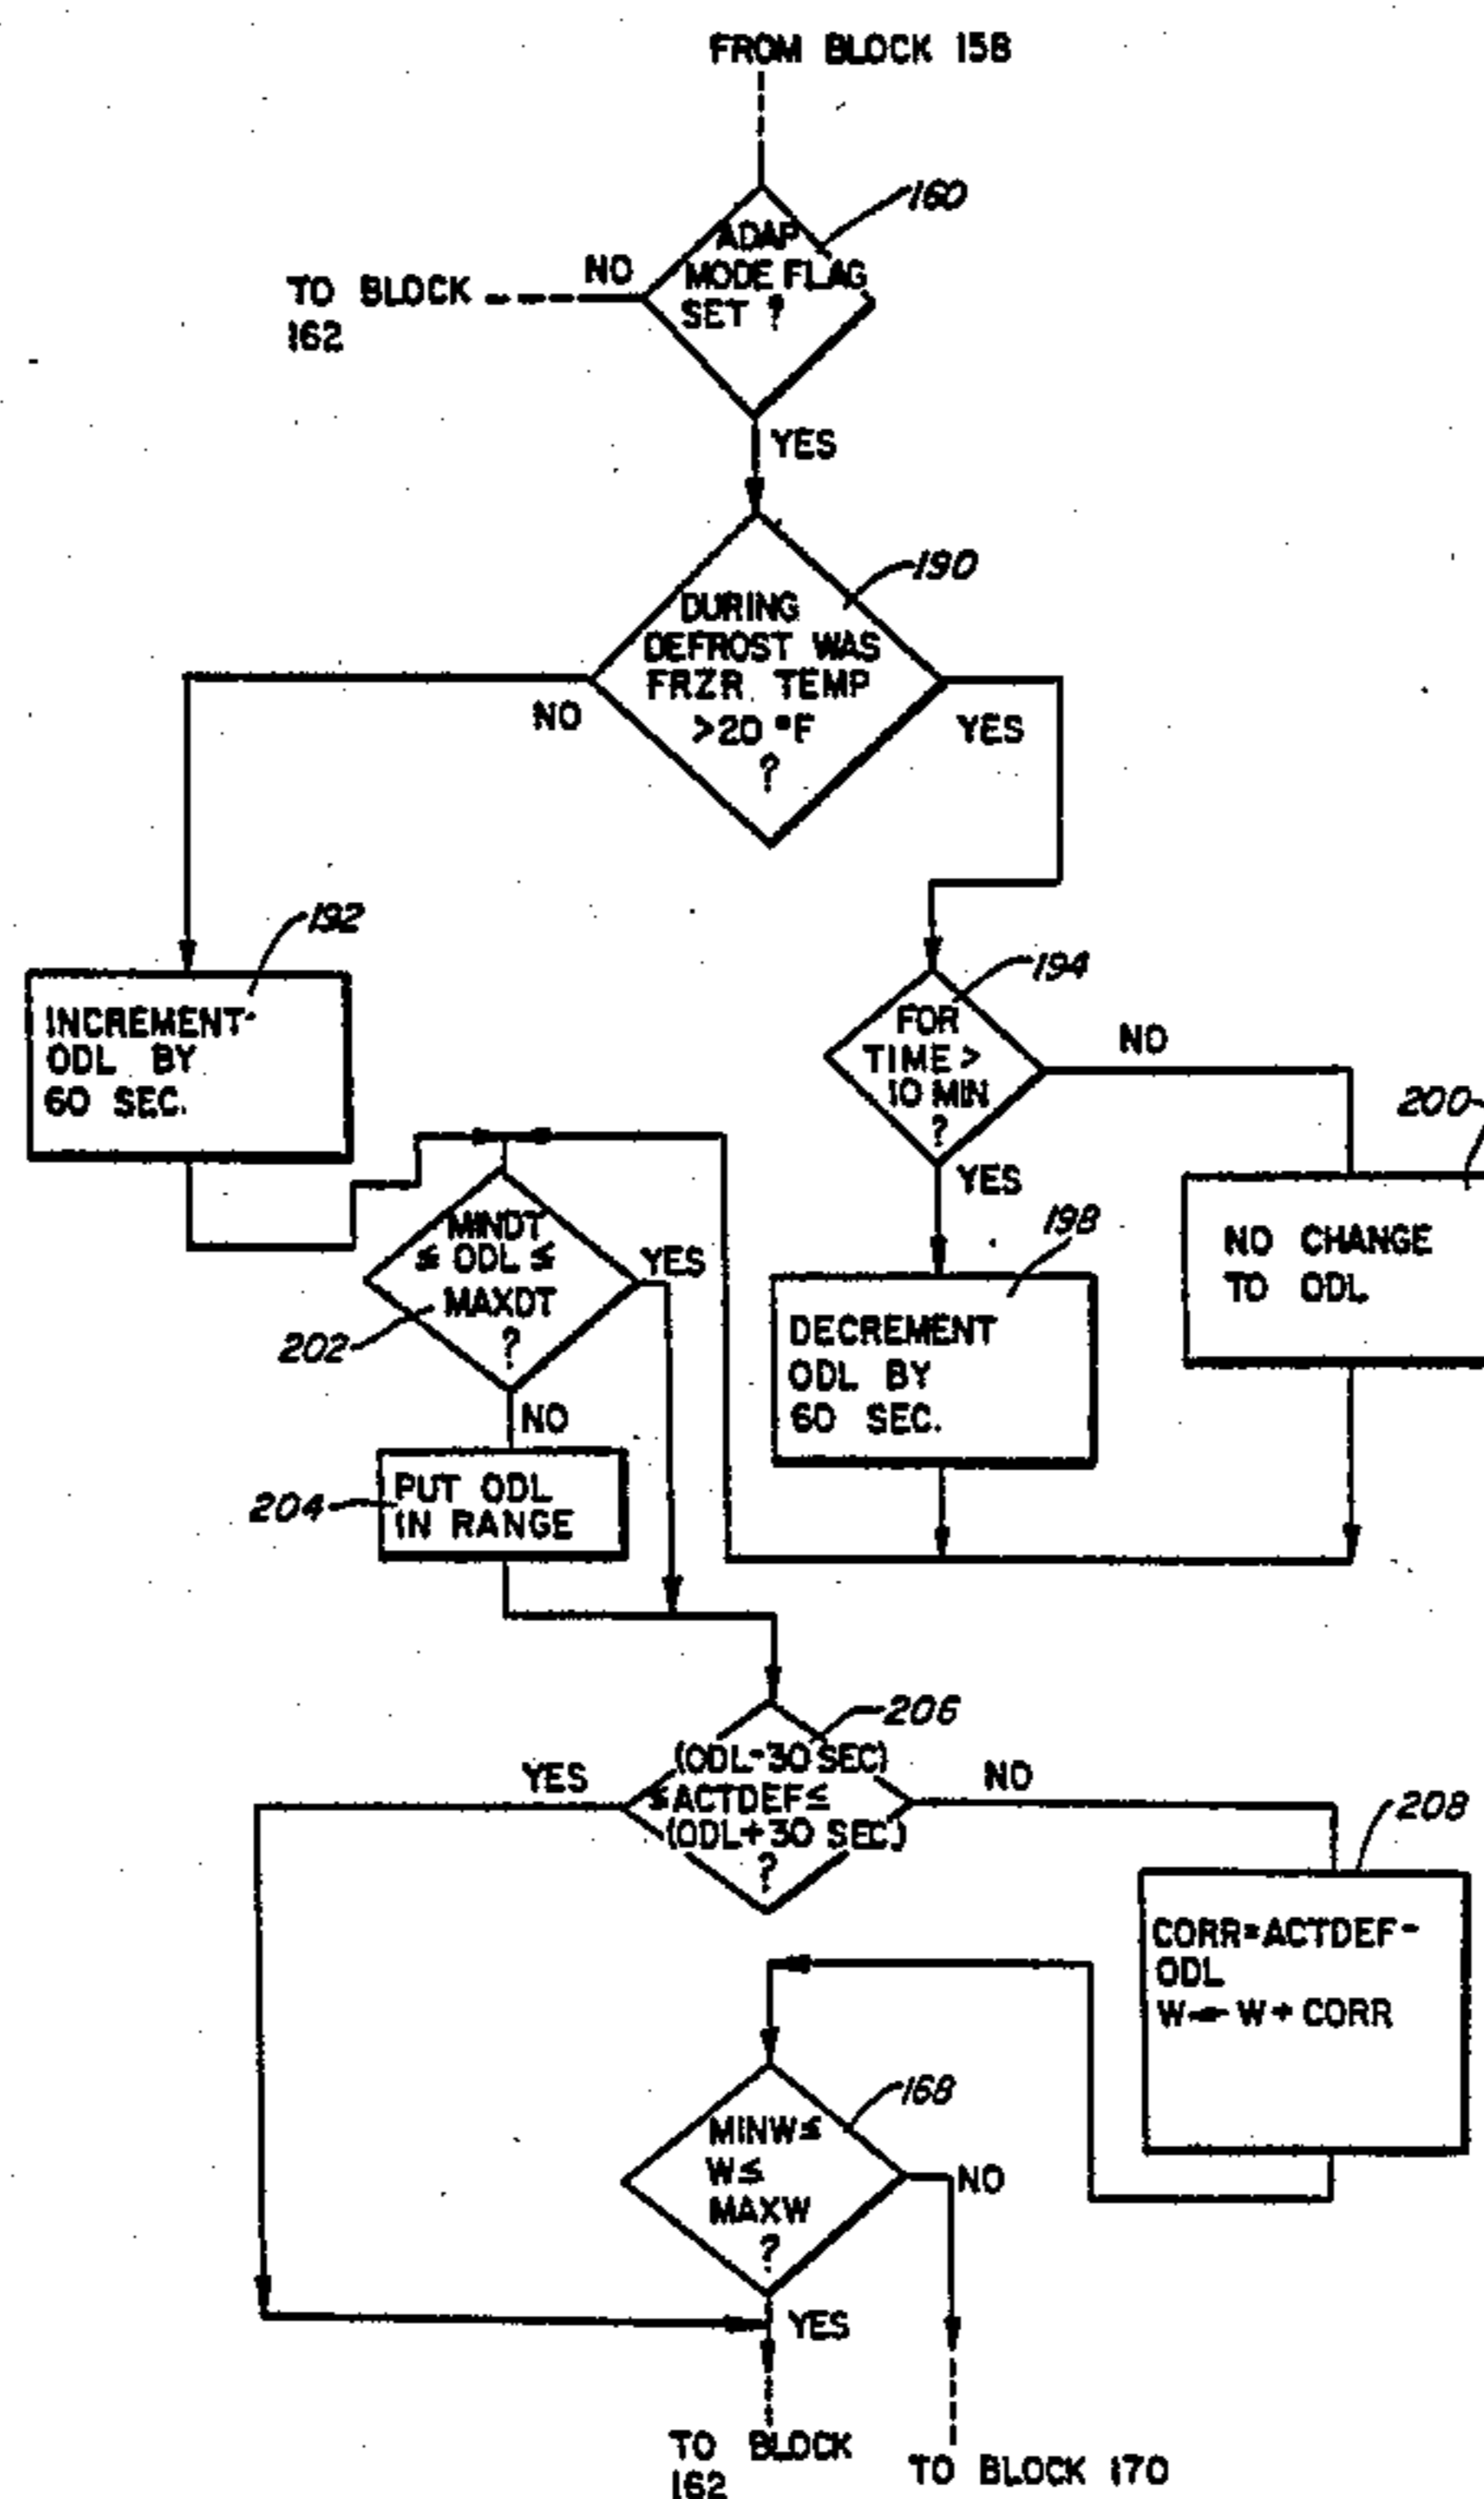 FROM BLOCK 158
160
ADAP
MODE FLAG
SET ?
NO
TO BLOCK
162
YES
190
DURING
DEFROST WAS
FRZR TEMP
>20°F
?
NO
YES
192
INCREMENT
ODL BY
60 SEC.
194
FOR
TIME >
10 MIN
?
NO
YES
200
NO CHANGE
TO ODL
198
DECREMENT
ODL BY
60 SEC.
MINDT
≤ ODL ≤
MAXDT
?
YES
202
NO
204
PUT ODL
IN RANGE
206
(ODL-30 SEC)
≤ACTDEF≤
(ODL+30 SEC)
?
YES
NO
208
CORR=ACTDEF-
ODL
W← W+CORR
168
MINW≤
W≤
MAXW
?
NO
YES
TO BLOCK
162
TO BLOCK 170